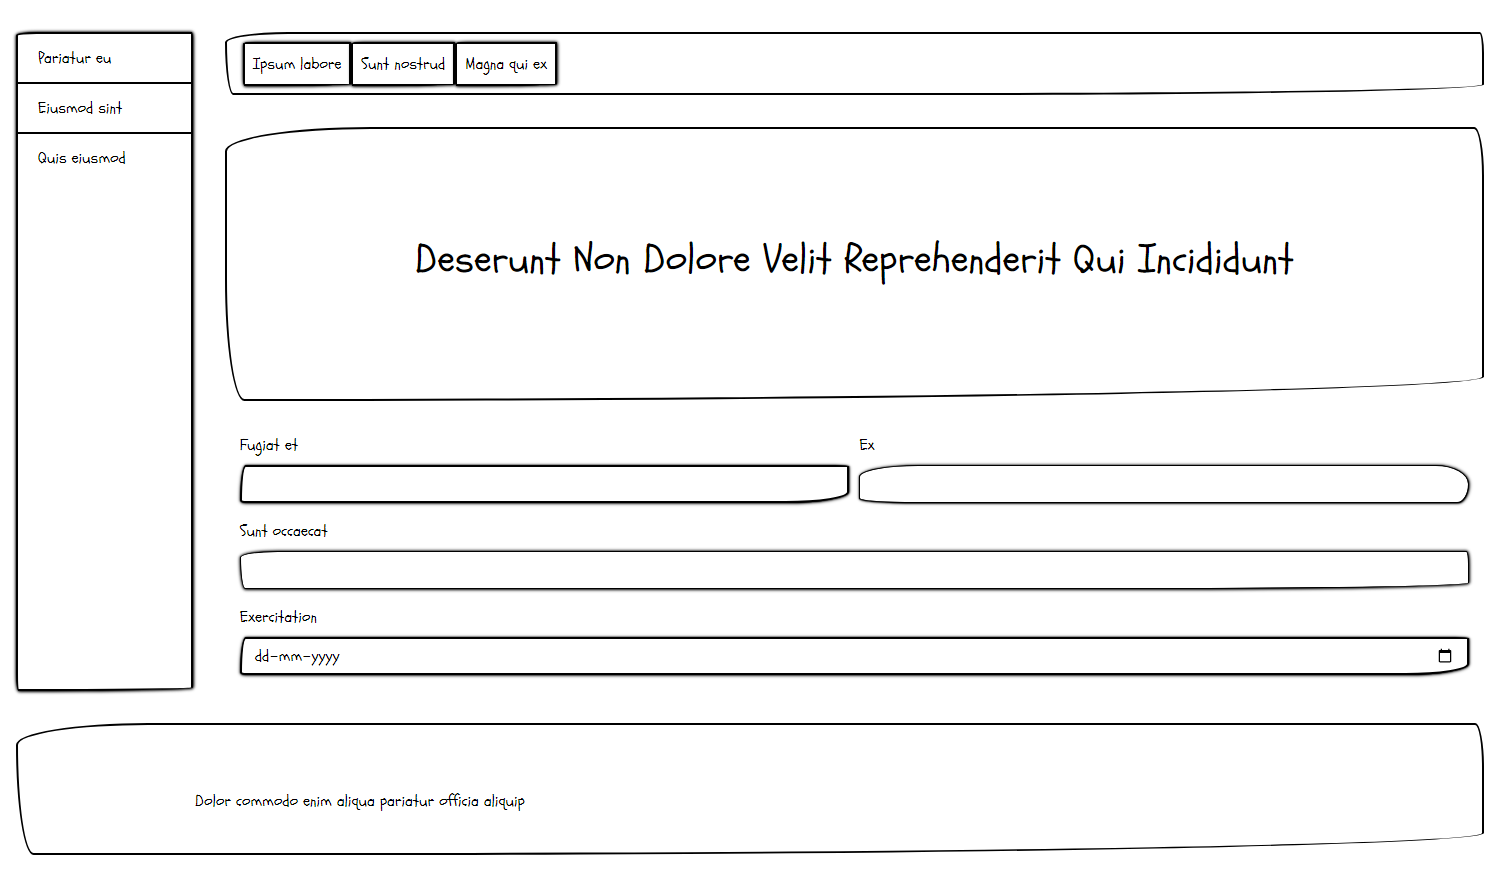 Pariatur eu
Eiusmod sint
Quis eiusmod
Ipsum labore Sunt nostrud Magna qui ex
Deserunt Non Dolore Velit Reprehenderit Qui Incididunt
Fugiat et
Ex
Sunt occaecat
Exercitation
dd-mm-yyyy
Dolor commodo enim aliqua pariatur officia aliquip